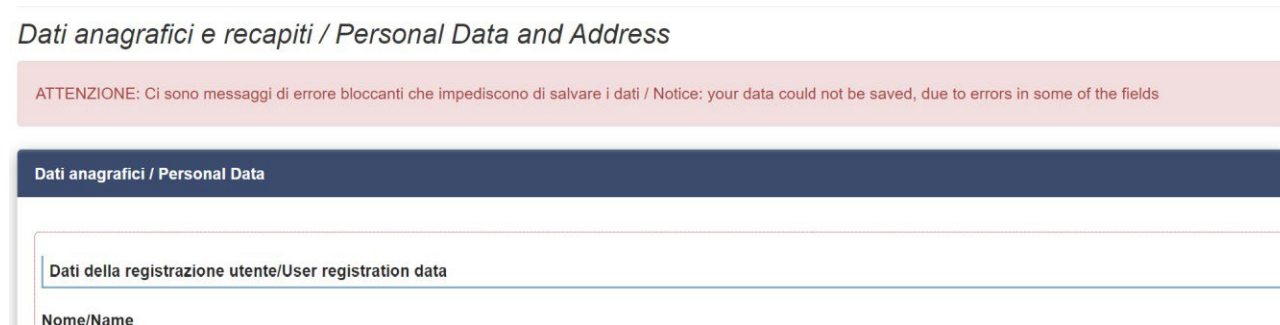 Dati anagrafici e recapiti / Personal Data and Address
ATTENZIONE: Ci sono messaggi di errore bloccanti che impediscono di salvare i dati / Notice: your data could not be saved, due to errors in some of the fields
Dati anagrafici / Personal Data
Dati della registrazione utente/User registration data
Nome/Name